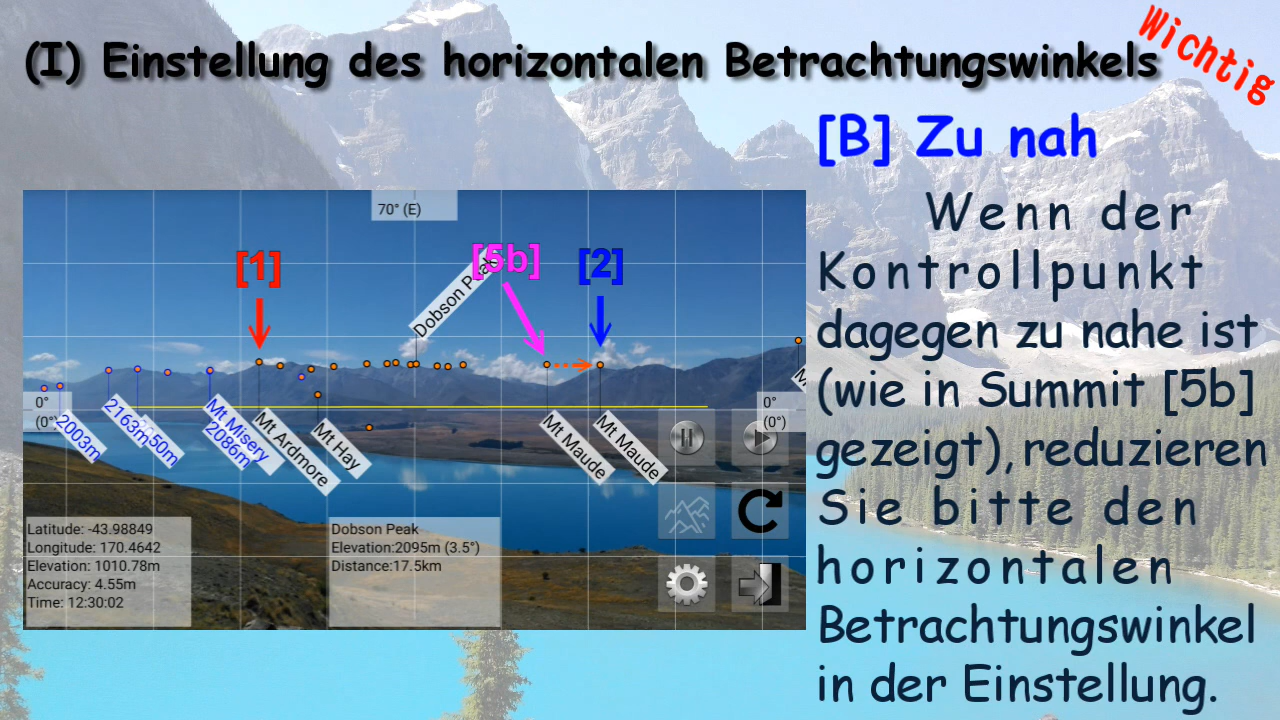 (I) Einstellung des horizontalen Betrachtungswinkels
Wichtig
[B] Zu nah
Wenn der
Kontrollpunkt
dagegen zu nahe ist
(wie in Summit [5b]
gezeigt), reduzieren
Sie bitte den
horizontalen
Betrachtungswinkel
in der Einstellung.
70° (E)
[1]
[5b]
[2]
Dobson Peak
0°
(0°)
0°
(0°)
2003m
2163m
50m
Mt Misery
2086m
Mt Ardmore
Mt Hay
Mt Maude
Mt Maude
M
Latitude: -43.98849
Longitude: 170.4642
Elevation: 1010.78m
Accuracy: 4.55m
Time: 12:30:02
Dobson Peak
Elevation:2095m (3.5°)
Distance:17.5km